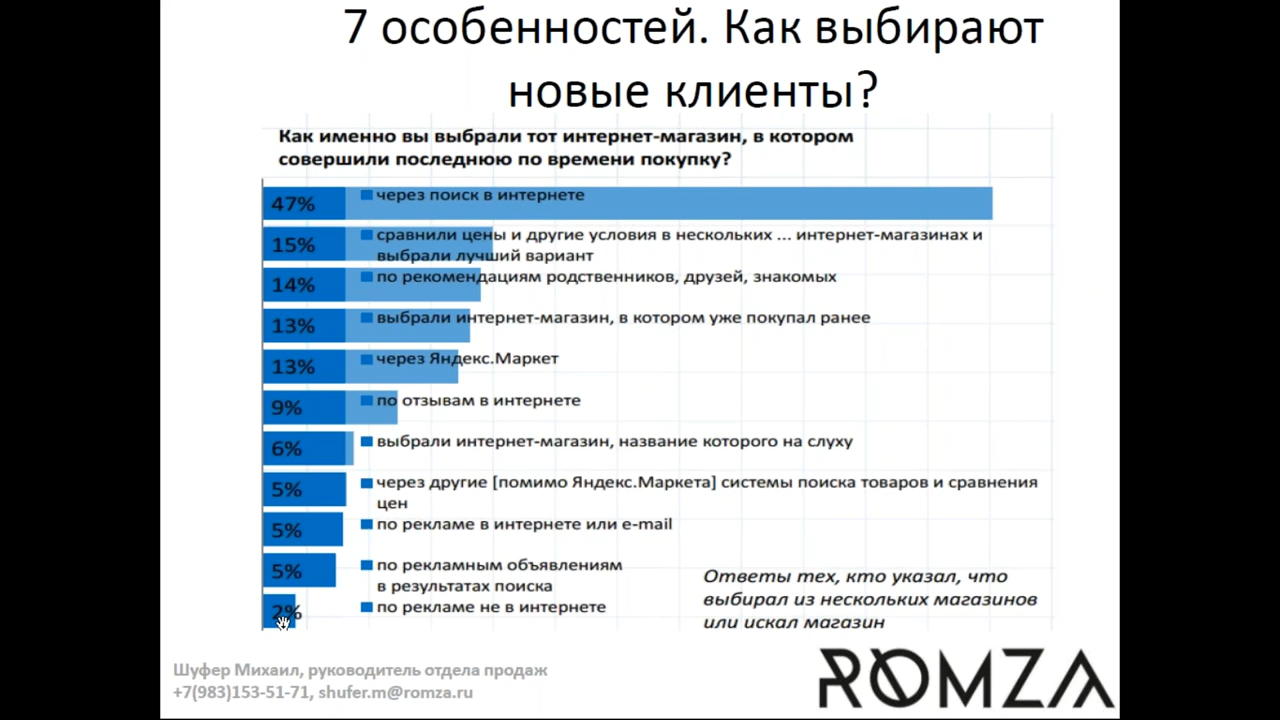 7 особенностей. Как выбирают
новые клиенты?
Как именно вы выбрали тот интернет-магазин, в котором
совершили последнюю по времени покупку?
47% через поиск в интернете
15% сравнили цены и другие условия в нескольких ... интернет-магазинах и
выбрали лучший вариант
14% по рекомендациям родственников, друзей, знакомых
13% выбрали интернет-магазин, в котором уже покупал ранее
13% через Яндекс.Маркет
9% по отзывам в интернете
6% выбрали интернет-магазин, название которого на слуху
5% через другие [помимо Яндекс.Маркета] системы поиска товаров и сравнения
цен
5% по рекламе в интернете или e-mail
5% по рекламным объявлениям
в результатах поиска
2% по рекламе не в интернете
Ответы тех, кто указал, что
выбирал из нескольких магазинов
или искал магазин
Шуфер Михаил, руководитель отдела продаж
+7(983)153-51-71, shufer.m@romza.ru
ROMZA